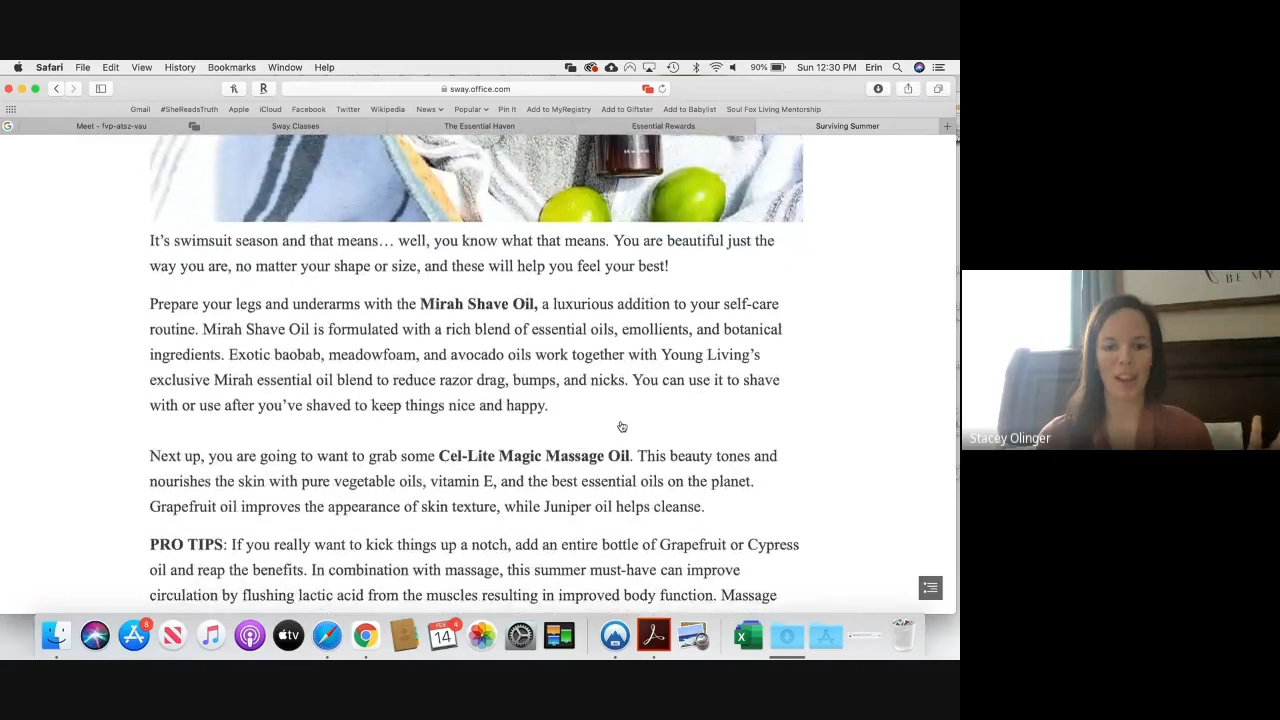 Safari File Edit View History Bookmarks Window Help 90% Sun 12:30 PM Erin
sway.office.com
Gmail #SheReadsTruth Apple iCloud Facebook Twitter Wikipedia News Popular Pin It Add to MyRegistry Add to Giftster Add to Babylist Soul Fox Living Mentorship
Meet - fvp-atsz-vau Sway Classes The Essential Haven Essential Rewards Surviving Summer
It's swimsuit season and that means… well, you know what that means. You are beautiful just the
way you are, no matter your shape or size, and these will help you feel your best!
Prepare your legs and underarms with the Mirah Shave Oil, a luxurious addition to your self-care
routine. Mirah Shave Oil is formulated with a rich blend of essential oils, emollients, and botanical
ingredients. Exotic baobab, meadowfoam, and avocado oils work together with Young Living's
exclusive Mirah essential oil blend to reduce razor drag, bumps, and nicks. You can use it to shave
with or use after you've shaved to keep things nice and happy.
Next up, you are going to want to grab some Cel-Lite Magic Massage Oil. This beauty tones and
nourishes the skin with pure vegetable oils, vitamin E, and the best essential oils on the planet.
Grapefruit oil improves the appearance of skin texture, while Juniper oil helps cleanse.
PRO TIPS: If you really want to kick things up a notch, add an entire bottle of Grapefruit or Cypress
oil and reap the benefits. In combination with massage, this summer must-have can improve
circulation by flushing lactic acid from the muscles resulting in improved body function. Massage
BE MY
Stacey Olinger
8
tv
FEB
14
4